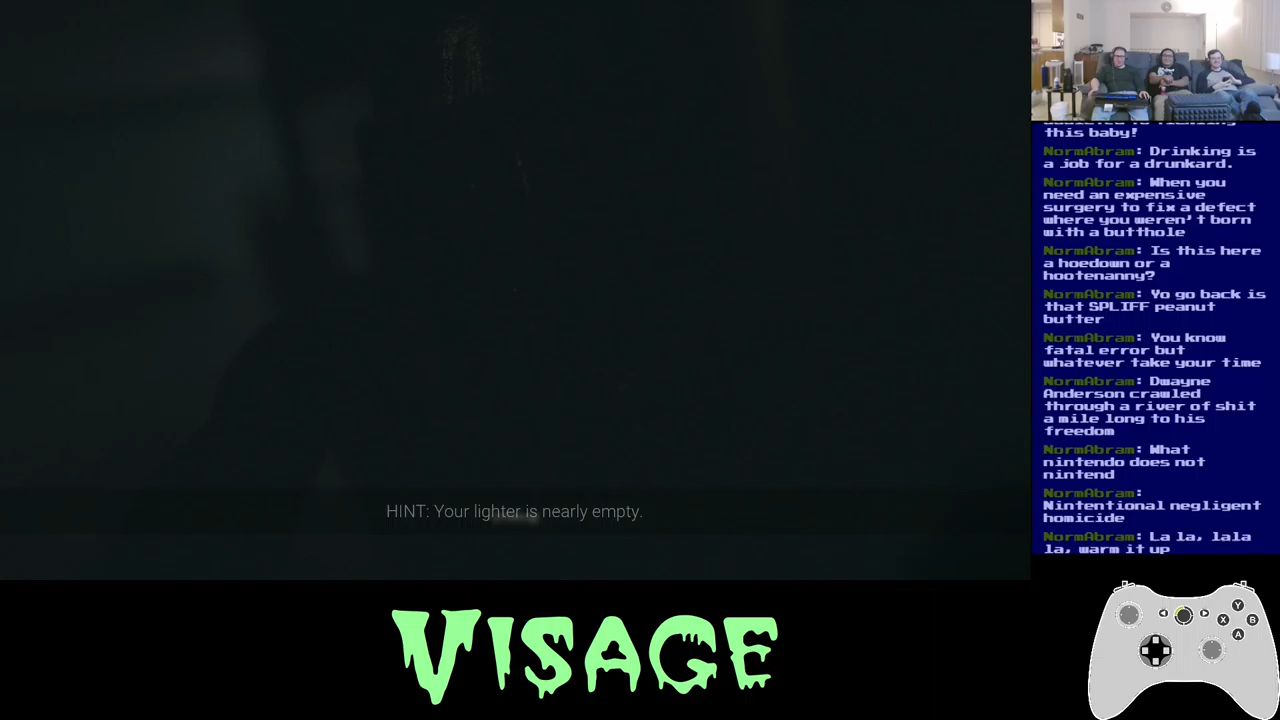 this baby!
NormAbram: Drinking is
a job for a drunkard.
NormAbram: When you
need an expensive
surgery to fix a defect
where you weren't born
with a butthole
NormAbram: Is this here
a hoedown or a
hootenanny?
NormAbram: Yo go back is
that SPLIFF peanut
butter
NormAbram: You know
fatal error but
whatever take your time
NormAbram: Dwayne
Anderson crawled
through a river of shit
a mile long to his
freedom
NormAbram: What
nintendo does not
nintend
NormAbram:
Nintentional negligent
homicide
NormAbram: La la, lala
la, warm it up
HINT: Your lighter is nearly empty.
VISAGE
Y
X
B
A